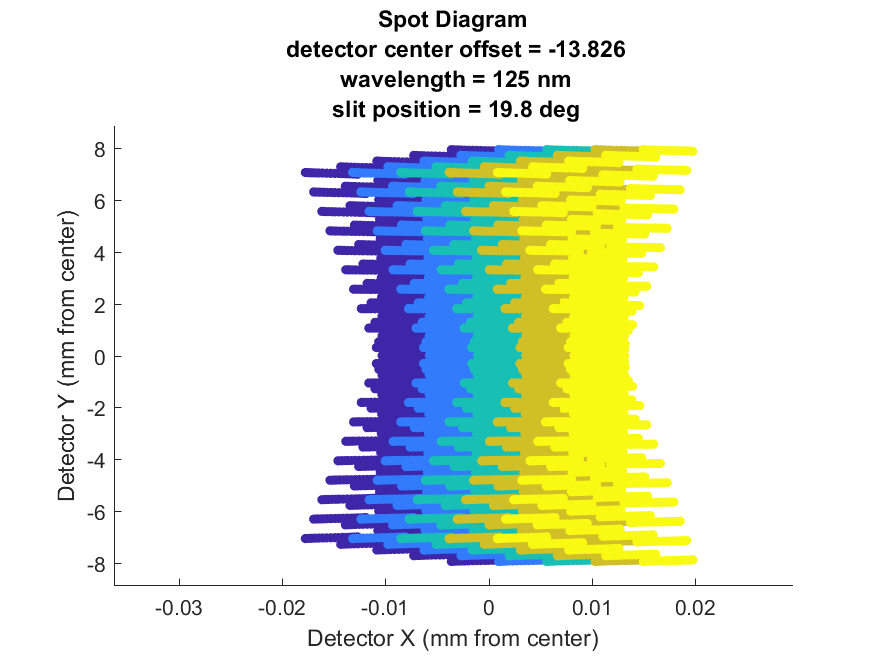 Spot Diagram
detector center offset = -13.826
wavelength = 125 nm
slit position = 19.8 deg
8
6
4
2
0
-2
-4
-6
-8
Detector Y (mm from center)
-0.03 -0.02 -0.01 0 0.01 0.02
Detector X (mm from center)